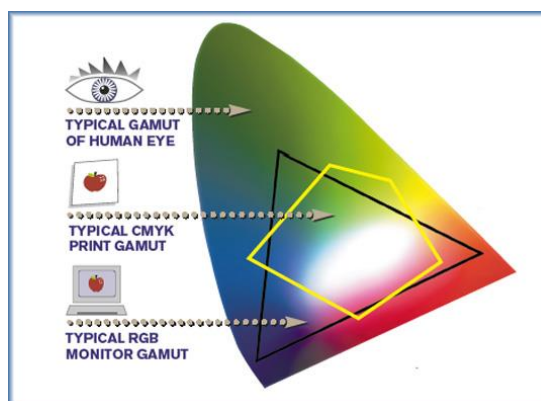 TYPICAL GAMUT
OF HUMAN EYE
TYPICAL CMYK
PRINT GAMUT
TYPICAL RGB
MONITOR GAMUT